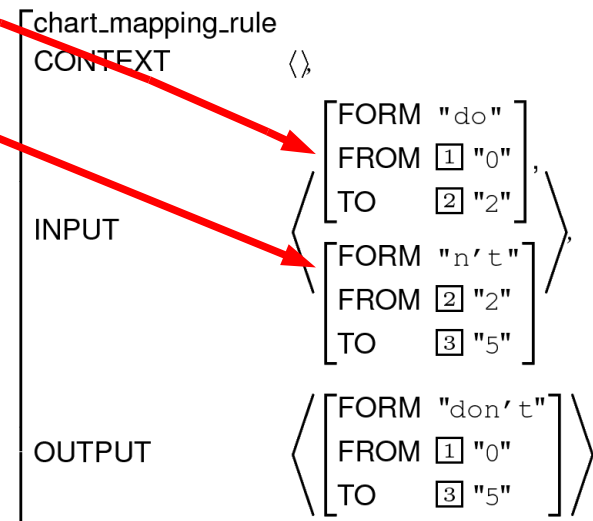 chart_mapping_rule
CONTEXT ⟨⟩,
FORM "do"
FROM 1 "0"
TO 2 "2"
,
INPUT
,
FORM "n't"
FROM 2 "2"
TO 3 "5"
FORM "don't"
FROM 1 "0"
OUTPUT
TO 3 "5"